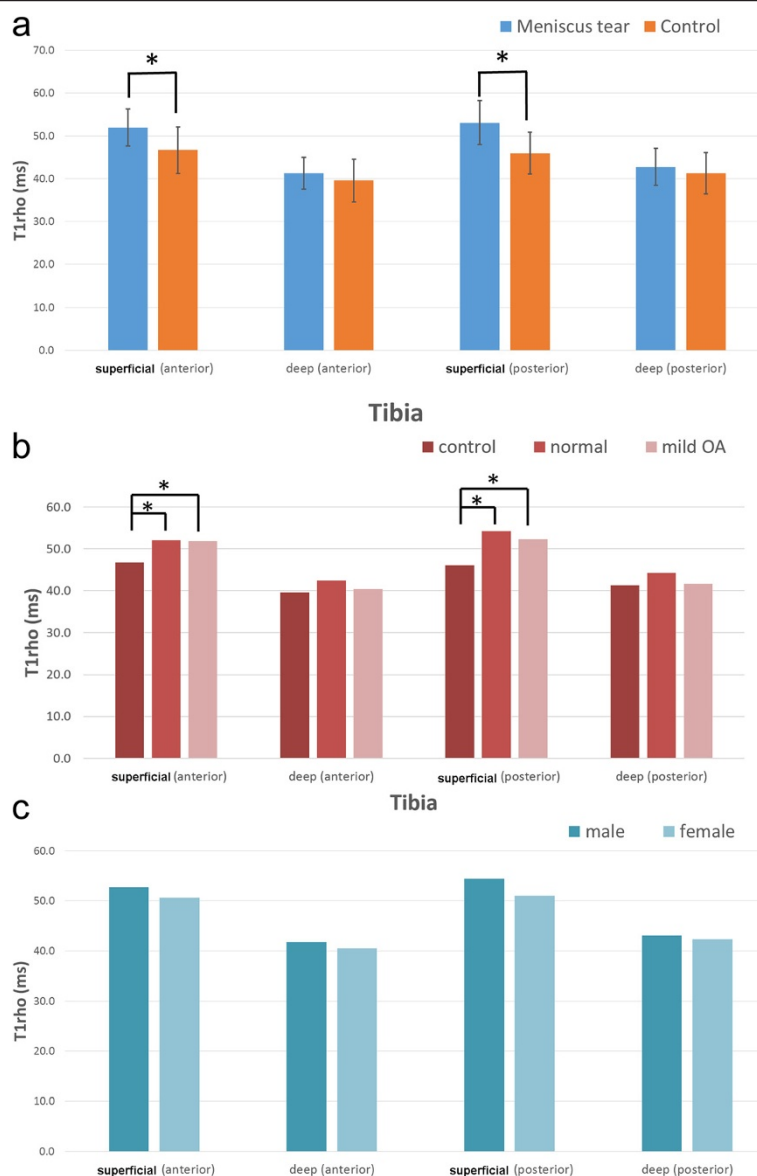 a
Meniscus tear Control
70.0
* *
60.0
50.0
40.0
30.0
20.0
10.0
0.0
T1rho (ms)
superficial (anterior) deep (anterior) superficial (posterior) deep (posterior)
Tibia
b
control normal mild OA
* *
* *
60.0
50.0
40.0
30.0
20.0
10.0
0.0
T1rho (ms)
superficial (anterior) deep (anterior) superficial (posterior) deep (posterior)
Tibia
c
male female
60.0
50.0
40.0
30.0
20.0
10.0
0.0
T1rho (ms)
superficial (anterior) deep (anterior) superficial (posterior) deep (posterior)